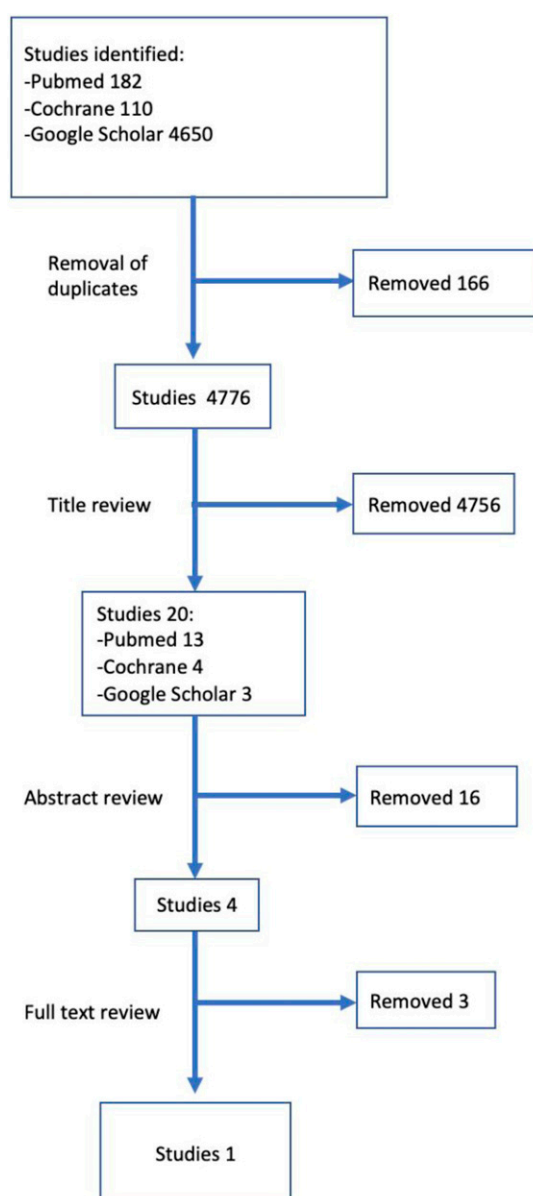 Studies identified:
-Pubmed 182
-Cochrane 110
-Google Scholar 4650
Removal of
duplicates
Removed 166
Studies 4776
Title review
Removed 4756
Studies 20:
-Pubmed 13
-Cochrane 4
-Google Scholar 3
Abstract review
Removed 16
Studies 4
Full text review
Removed 3
Studies 1